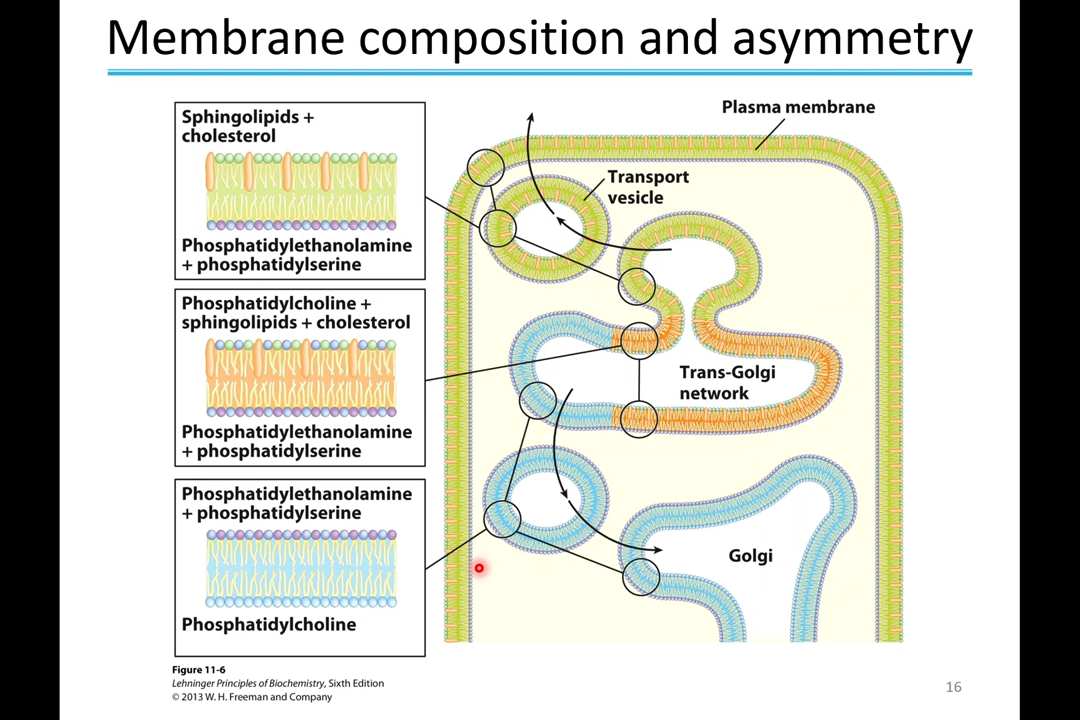 Membrane composition and asymmetry
Sphingolipids +
cholesterol
Phosphatidylethanolamine
+ phosphatidylserine
Phosphatidylcholine +
sphingolipids + cholesterol
Phosphatidylethanolamine
+ phosphatidylserine
Phosphatidylethanolamine
+ phosphatidylserine
Phosphatidylcholine
Plasma membrane
Transport
vesicle
Trans-Golgi
network
Golgi
Figure 11-6
Lehninger Principles of Biochemistry, Sixth Edition
© 2013 W. H. Freeman and Company
16